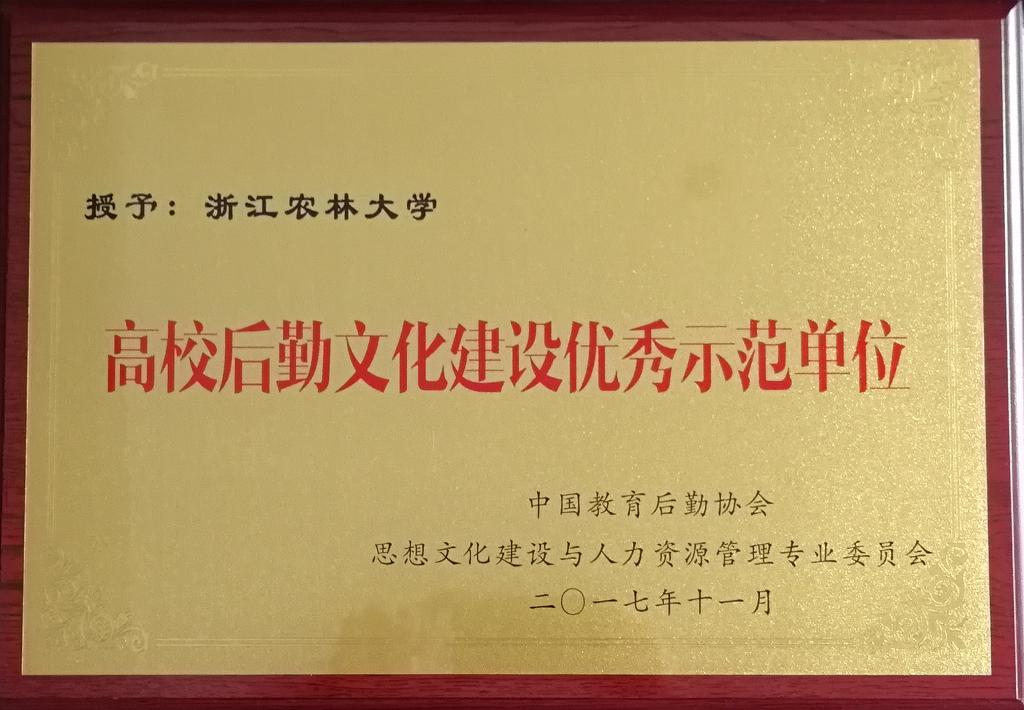 授予：浙江农林大学
高校后勤文化建设优秀示范单位
中国教育后勤协会
思想文化建设与人力资源管理专业委员会
二〇一七年十一月